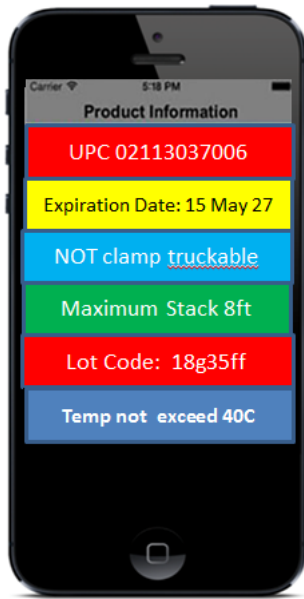 Carrier 5:18 PM
Product Information
UPC 02113037006
Expiration Date: 15 May 27
NOT clamp truckable
Maximum Stack 8ft
Lot Code: 18g35ff
Temp not exceed 40C